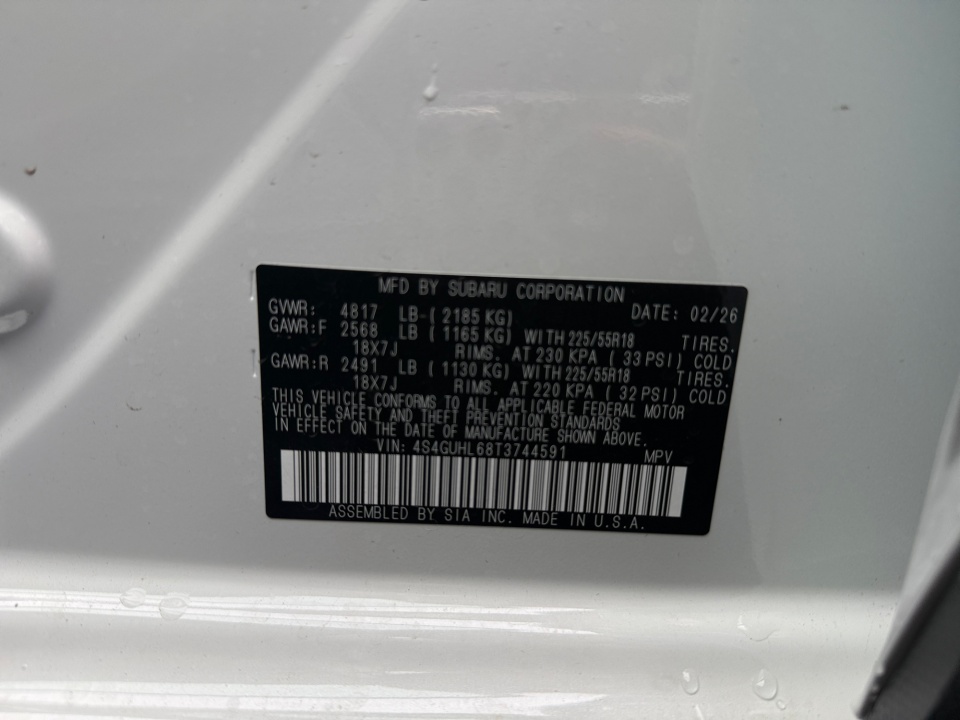 MFD BY SUBARU CORPORATION
GVWR: 4817 LB ( 2185 KG) DATE: 02/26
GAWR:F 2568 LB ( 1165 KG) WITH 225/55R18 TIRES.
18X7J RIMS. AT 230 KPA ( 33 PSI) COLD
GAWR:R 2491 LB ( 1130 KG) WITH 225/55R18 TIRES.
18X7J RIMS. AT 220 KPA ( 32 PSI) COLD
THIS VEHICLE CONFORMS TO ALL APPLICABLE FEDERAL MOTOR
VEHICLE SAFETY AND THEFT PREVENTION STANDARDS
IN EFFECT ON THE DATE OF MANUFACTURE SHOWN ABOVE.
VIN: 4S4GUHL68T3744591 MPV
ASSEMBLED BY SIA INC. MADE IN U.S.A.